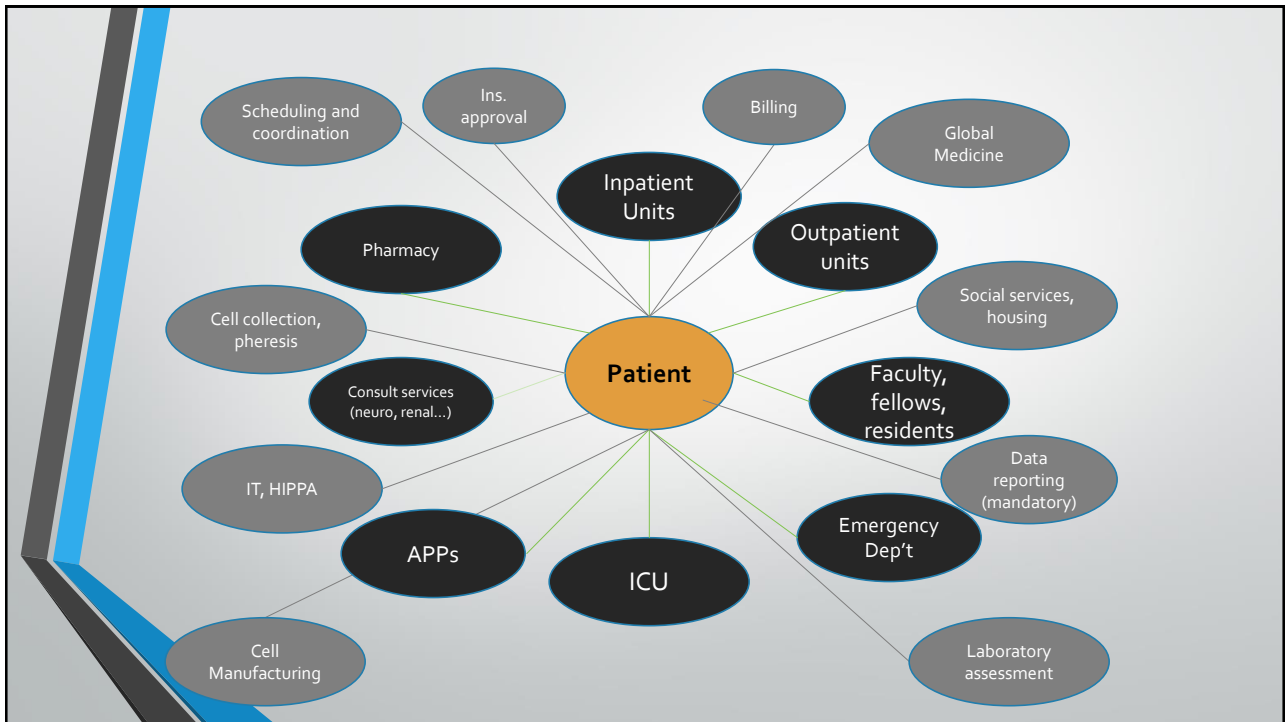 Ins.
approval
Billing
Scheduling and
coordination
Global
Medicine
Inpatient
Units
Outpatient
units
Pharmacy
Social services,
housing
Cell collection,
pheresis
Patient
Consult services
(neuro, renal...)
Faculty,
fellows,
residents
IT, HIPPA
Data
reporting
(mandatory)
Emergency
Dep't
APPs
ICU
Cell
Manufacturing
Laboratory
assessment